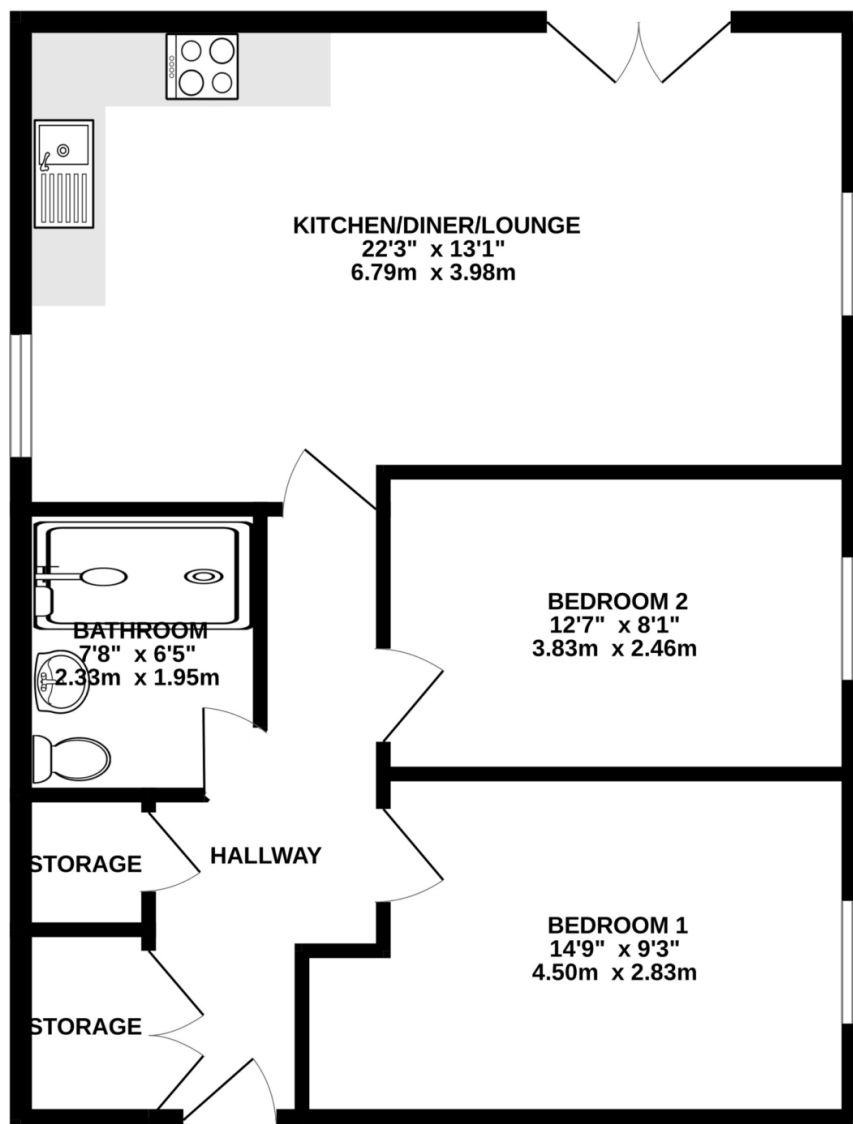 KITCHEN/DINER/LOUNGE
22'3" x 13'1"
6.79m x 3.98m
BEDROOM 2
12'7" x 8'1"
3.83m x 2.46m
BATHROOM
7'8" x 6'5"
2.33m x 1.95m
STORAGE
HALLWAY
BEDROOM 1
14'9" x 9'3"
4.50m x 2.83m
STORAGE